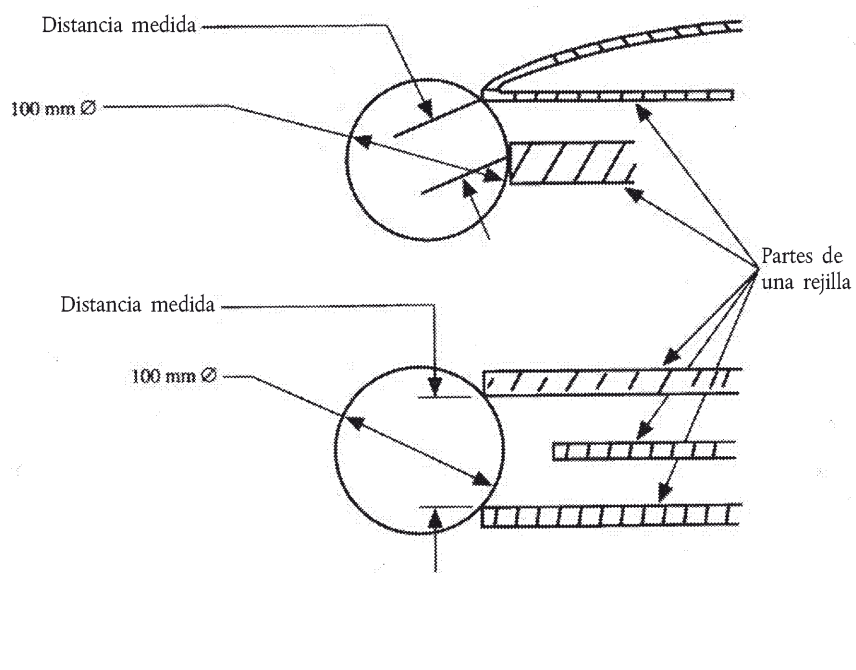 Distancia medida
100 mm Ø
Partes de
una rejilla
Distancia medida
100 mm Ø